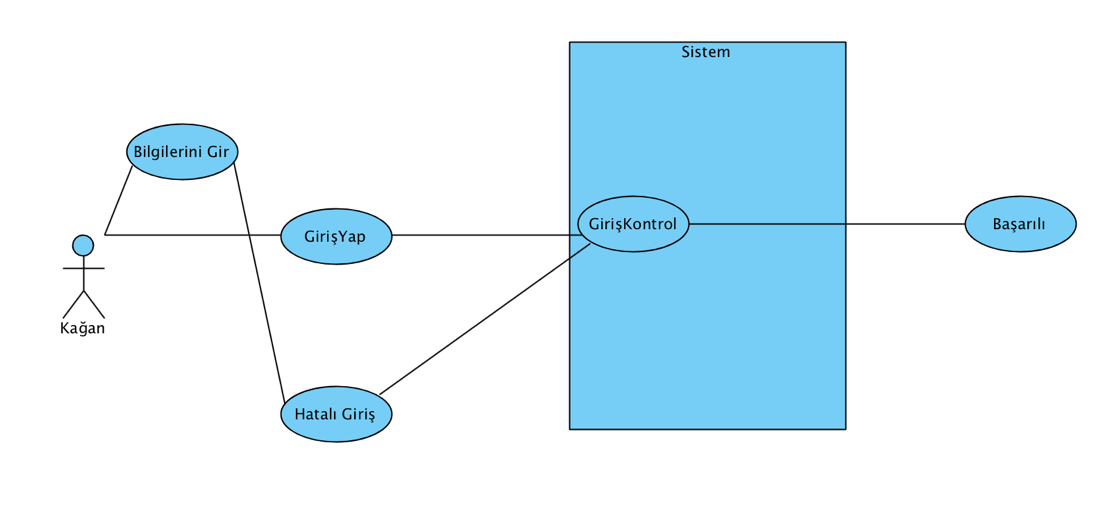 Sistem
Bilgilerini Gir
GirişYap
GirişKontrol
Başarılı
Kağan
Hatalı Giriş